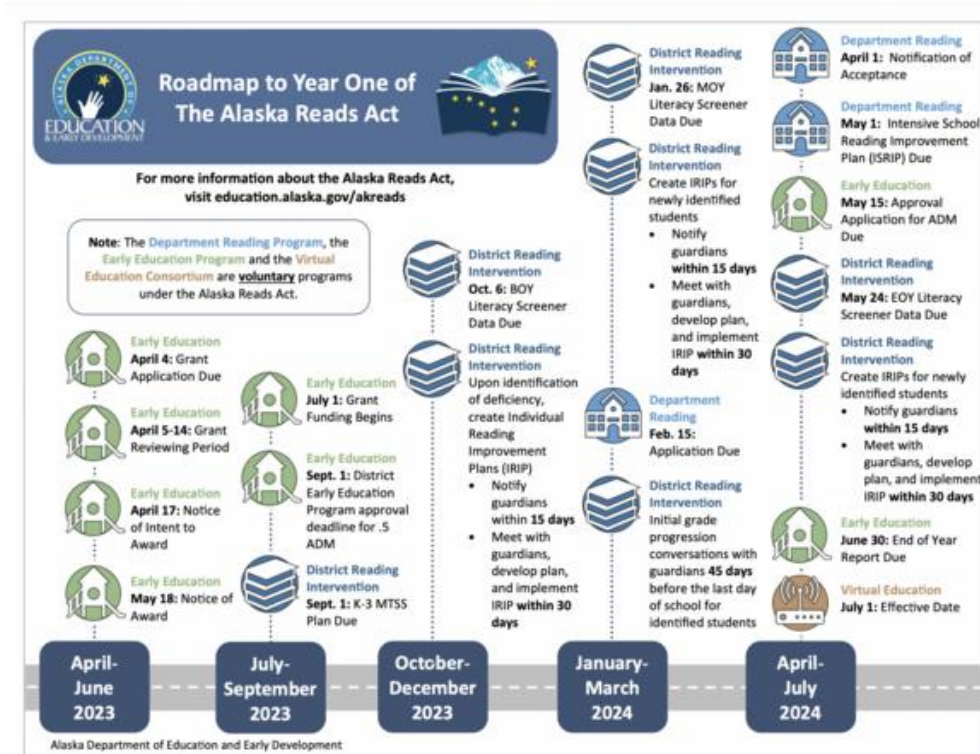 ALASKA DEPARTMENT OF
EDUCATION
& EARLY DEVELOPMENT
Roadmap to Year One of
The Alaska Reads Act
For more information about the Alaska Reads Act,
visit education.alaska.gov/akreads
Note: The Department Reading Program, the
Early Education Program and the Virtual
Education Consortium are voluntary programs
under the Alaska Reads Act.
Early Education
April 4: Grant
Application Due
Early Education
April 5-14: Grant
Reviewing Period
Early Education
April 17: Notice
of Intent to
Award
Early Education
May 18: Notice of
Award
April-
June
2023
Early Education
July 1: Grant
Funding Begins
Early Education
Sept. 1: District
Early Education
Program approval
deadline for .5
ADM
District Reading
Intervention
Sept. 1: K-3 MTSS
Plan Due
July-
September
2023
District Reading
Intervention
Oct. 6: BOY
Literacy Screener
Data Due
District Reading
Intervention
Upon identification
of deficiency,
create Individual
Reading
Improvement
Plans (IRIP)
• Notify
guardians
within 15 days
• Meet with
guardians,
develop plan,
and implement
IRIP within 30
days
October-
December
2023
District Reading
Intervention
Jan. 26: MOY
Literacy Screener
Data Due
District Reading
Intervention
Create IRIPs for
newly identified
students
• Notify
guardians
within 15 days
• Meet with
guardians,
develop plan,
and implement
IRIP within 30
days
Department
Reading
Feb. 15:
Application Due
District Reading
Intervention
Initial grade
progression
conversations with
guardians 45 days
before the last day
of school for
identified students
January-
March
2024
Department Reading
April 1: Notification of
Acceptance
Department Reading
May 1: Intensive School
Reading Improvement
Plan (ISRIP) Due
Early Education
May 15: Approval
Application for ADM
Due
District Reading
Intervention
May 24: EOY Literacy
Screener Data Due
District Reading
Intervention
Create IRIPs for newly
identified students
• Notify guardians
within 15 days
• Meet with
guardians, develop
plan, and implement
IRIP within 30 days
Early Education
June 30: End of Year
Report Due
Virtual Education
July 1: Effective Date
April-
July
2024
Alaska Department of Education and Early Development